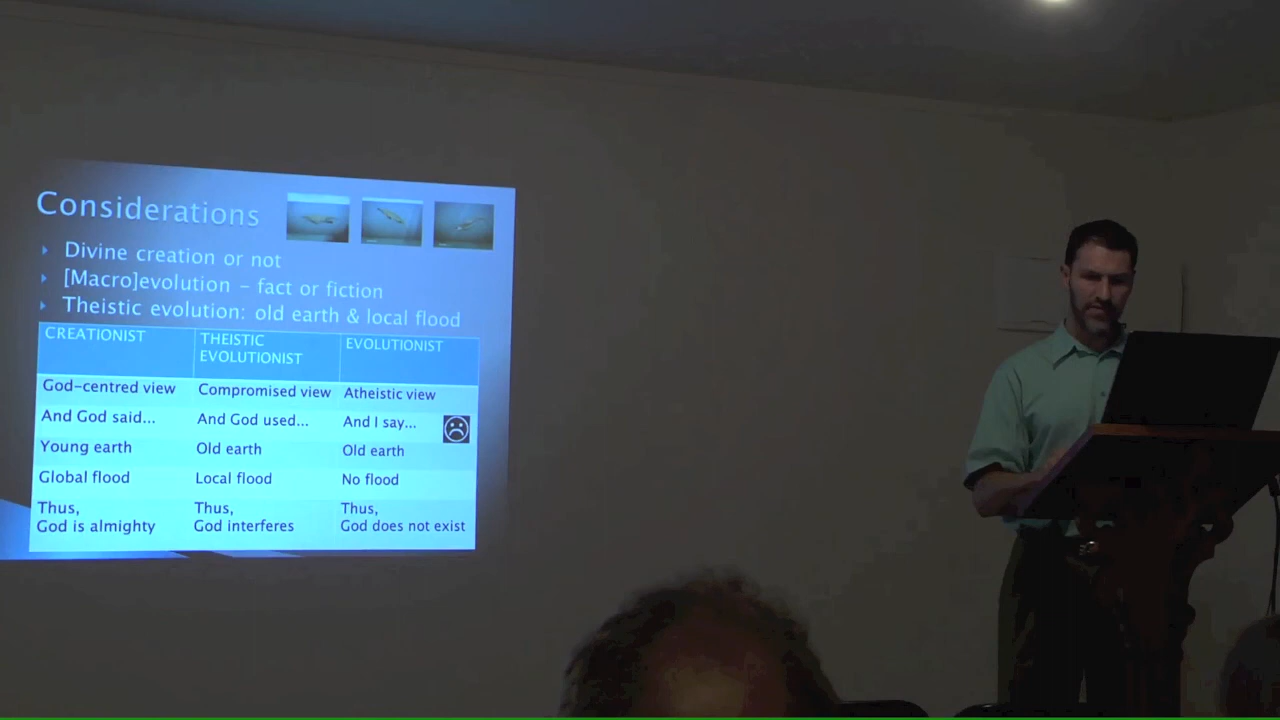 Considerations
Divine creation or not
[Macro]evolution – fact or fiction
Theistic evolution: old earth & local flood
CREATIONIST
THEISTIC
EVOLUTIONIST
EVOLUTIONIST
God-centred view
Compromised view
Atheistic view
And God said...
And God used...
And I say...
Young earth
Old earth
Old earth
Global flood
Local flood
No flood
Thus,
God is almighty
Thus,
God interferes
Thus,
God does not exist